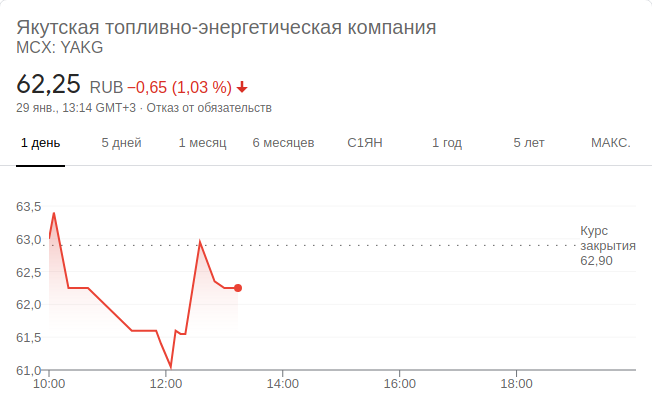 Якутская топливно-энергетическая компания
MCX: YAKG
62,25 RUB −0,65 (1,03 %)
29 янв., 13:14 GMT+3 · Отказ от обязательств
1 день 5 дней 1 месяц 6 месяцев С1ЯН 1 год 5 лет МАКС.
63,5
63,0
62,5
62,0
61,5
61,0
Курс
закрытия
62,90
10:00 12:00 14:00 16:00 18:00